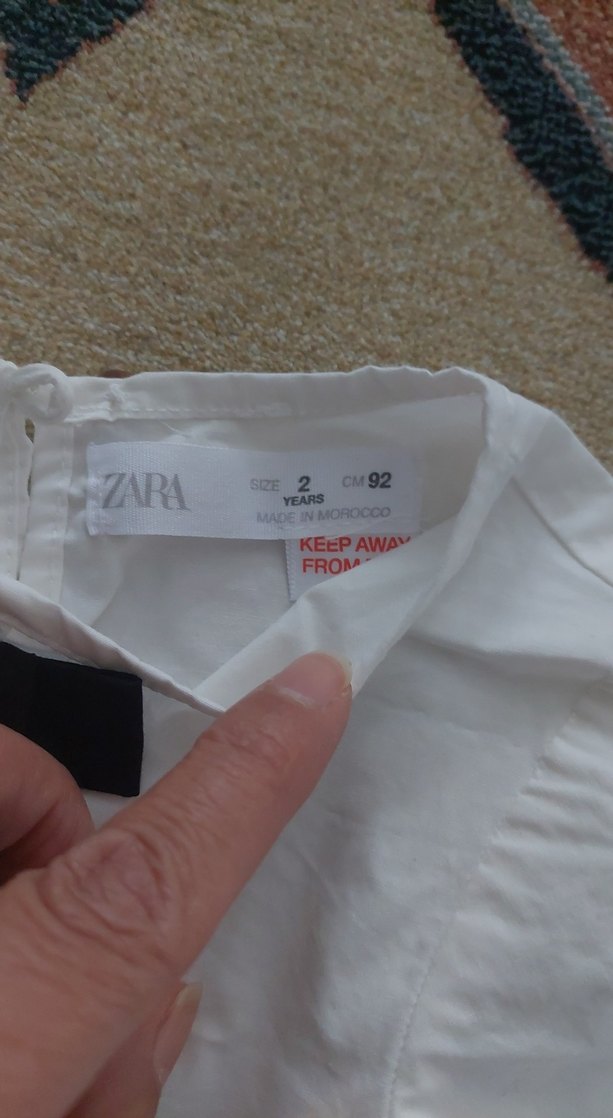 ZARA
SIZE 2 CM 92
YEARS
MADE IN MOROCCO
KEEP AWAY
FROM